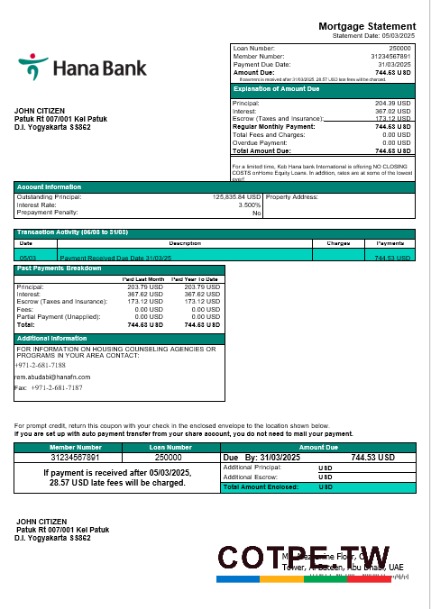 Mortgage Statement
Statement Date: 05/03/2025
Hana Bank
Loan Number: 250000
Member Number: 31234567891
Payment Due Date: 31/03/2025
Amount Due: 744.53 USD
If payment is received after 31/03/2025, 28.57 USD late fees will be charged.
Explanation of Amount Due
Principal: 204.39 USD
Interest: 367.02 USD
Escrow (Taxes and Insurance): 173.12 USD
Regular Monthly Payment: 744.53 USD
Total Fees and Charges: 0.00 USD
Overdue Payment: 0.00 USD
Total Amount Due: 744.53 USD
For a limited time, Keb Hana bank International is offering NO CLOSING
COSTS onHome Equity Loans. In addition, rates are at some of the lowest
ever!
JOHN CITIZEN
Patuk Rt 007/001 Kel Patuk
D.I. Yogyakarta 55862
Account Information
Outstanding Principal: 125,835.84 USD
Property Address:
Interest Rate: 3.500%
Prepayment Penalty: No
Transaction Activity (05/03 to 31/03)
Date Description Charges Payments
05/03 Payment Received Due Date 31/03/25 744.53 USD
Past Payments Breakdown
Paid Last Month Paid Year To Date
Principal: 203.79 USD 203.79 USD
Interest: 367.62 USD 367.62 USD
Escrow (Taxes and Insurance): 173.12 USD 173.12 USD
Fees: 0.00 USD 0.00 USD
Partial Payment (Unapplied): 0.00 USD 0.00 USD
Total: 744.53 USD 744.53 USD
Additional Information
FOR INFORMATION ON HOUSING COUNSELING AGENCIES OR
PROGRAMS IN YOUR AREA CONTACT:
+971-2-681-7188
rem.abudabi@hanafn.com
Fax: +971-2-681-7187
For prompt credit, return this coupon with your check in the enclosed envelope to the location shown below.
If you are set up with auto payment transfer from your share account, you do not need to mail your payment.
Member Number Loan Number Amount Due
31234567891 250000 Due By: 31/03/2025 744.53 USD
If payment is received after 05/03/2025,
28.57 USD late fees will be charged.
Additional Principal: USD
Additional Escrow: USD
Total Amount Enclosed: USD
JOHN CITIZEN
Patuk Rt 007/001 Kel Patuk
D.I. Yogyakarta 55862
COTPE.TW
Floor,
Tower, Abu Dhabi, UAE